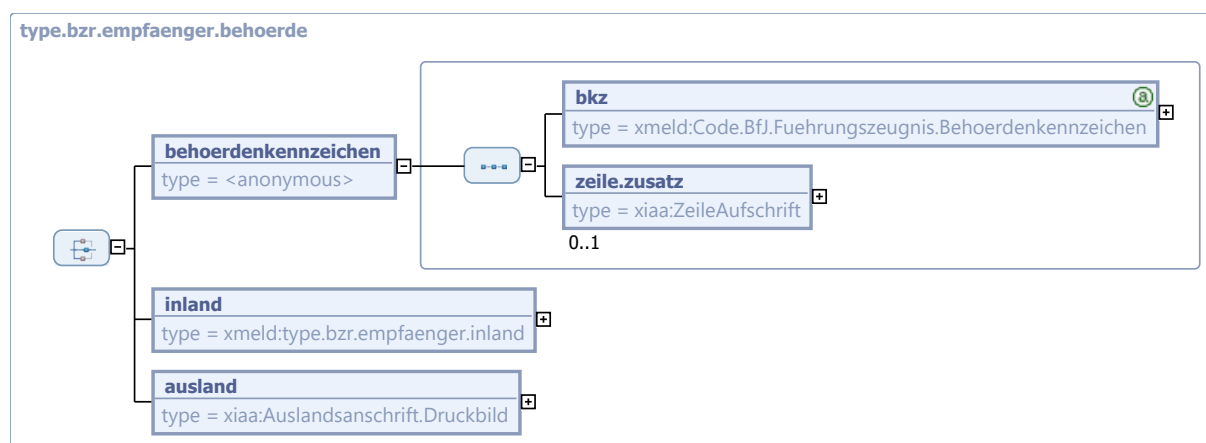 type.bzr.empfaenger.behoerde
bkz
type = xmeld:Code.BfJ.Fuehrungszeugnis.Behoerdenkennzeichen
behoerdenkennzeichen
type = <anonymous>
zeile.zusatz
type = xiaa:ZeileAufschrift
0..1
inland
type = xmeld:type.bzr.empfaenger.inland
ausland
type = xiaa:Auslandsanschrift.Druckbild